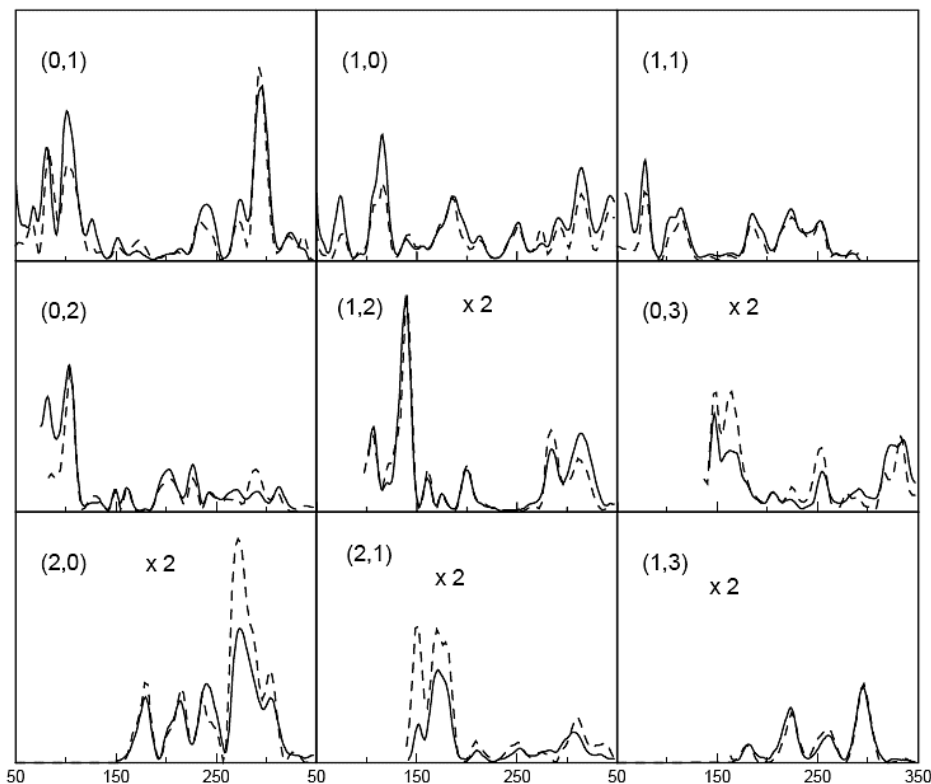 (0,1)
(1,0)
(1,1)
(0,2)
(1,2)
x 2
(0,3)
x 2
(2,0)
x 2
(2,1)
x 2
(1,3)
x 2
50 150 250 50 150 250 50 150 250 350